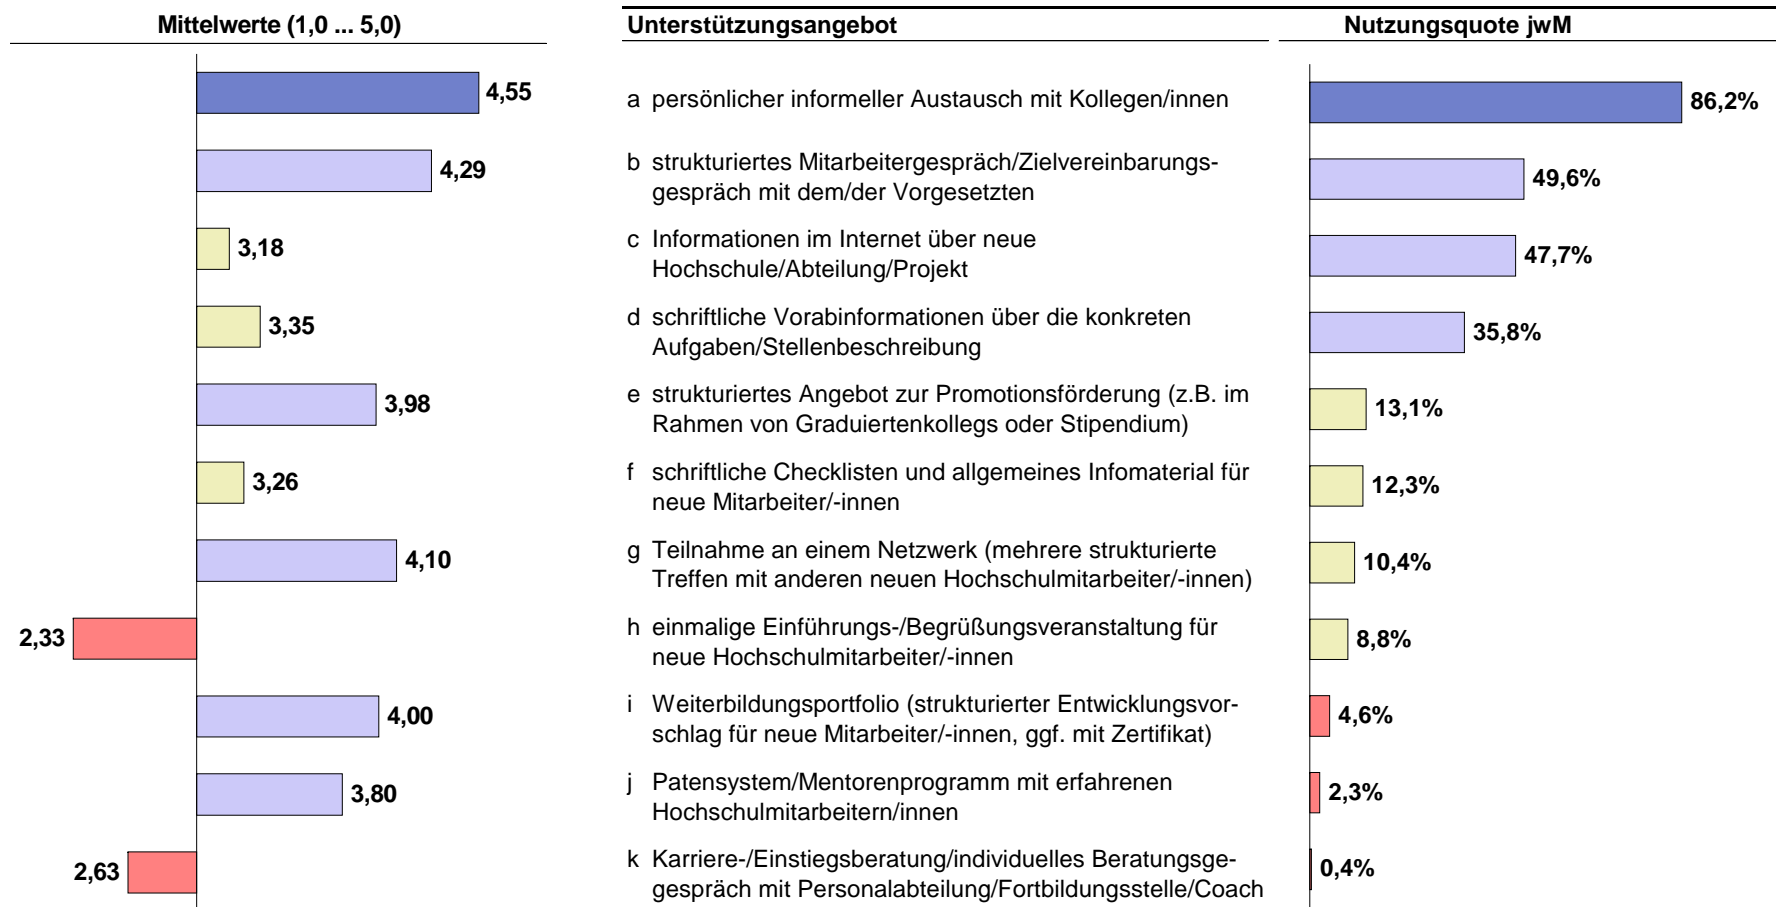 Mittelwerte (1,0 ... 5,0)
Unterstützungsangebot
Nutzungsquote jwM
4,55
a persönlicher informeller Austausch mit Kollegen/innen
86,2%
4,29
b strukturiertes Mitarbeitergespräch/Zielvereinbarungs-
gespräch mit dem/der Vorgesetzten
49,6%
3,18
c Informationen im Internet über neue
Hochschule/Abteilung/Projekt
47,7%
3,35
d schriftliche Vorabinformationen über die konkreten
Aufgaben/Stellenbeschreibung
35,8%
3,98
e strukturiertes Angebot zur Promotionsförderung (z.B. im
Rahmen von Graduiertenkollegs oder Stipendium)
13,1%
3,26
f schriftliche Checklisten und allgemeines Infomaterial für
neue Mitarbeiter/-innen
12,3%
4,10
g Teilnahme an einem Netzwerk (mehrere strukturierte
Treffen mit anderen neuen Hochschulmitarbeiter/-innen)
10,4%
2,33
h einmalige Einführungs-/Begrüßungsveranstaltung für
neue Hochschulmitarbeiter/-innen
8,8%
4,00
i Weiterbildungsportfolio (strukturierter Entwicklungsvor-
schlag für neue Mitarbeiter/-innen, ggf. mit Zertifikat)
4,6%
3,80
j Patensystem/Mentorenprogramm mit erfahrenen
Hochschulmitarbeitern/innen
2,3%
2,63
k Karriere-/Einstiegsberatung/individuelles Beratungsge-
gespräch mit Personalabteilung/Fortbildungsstelle/Coach
0,4%